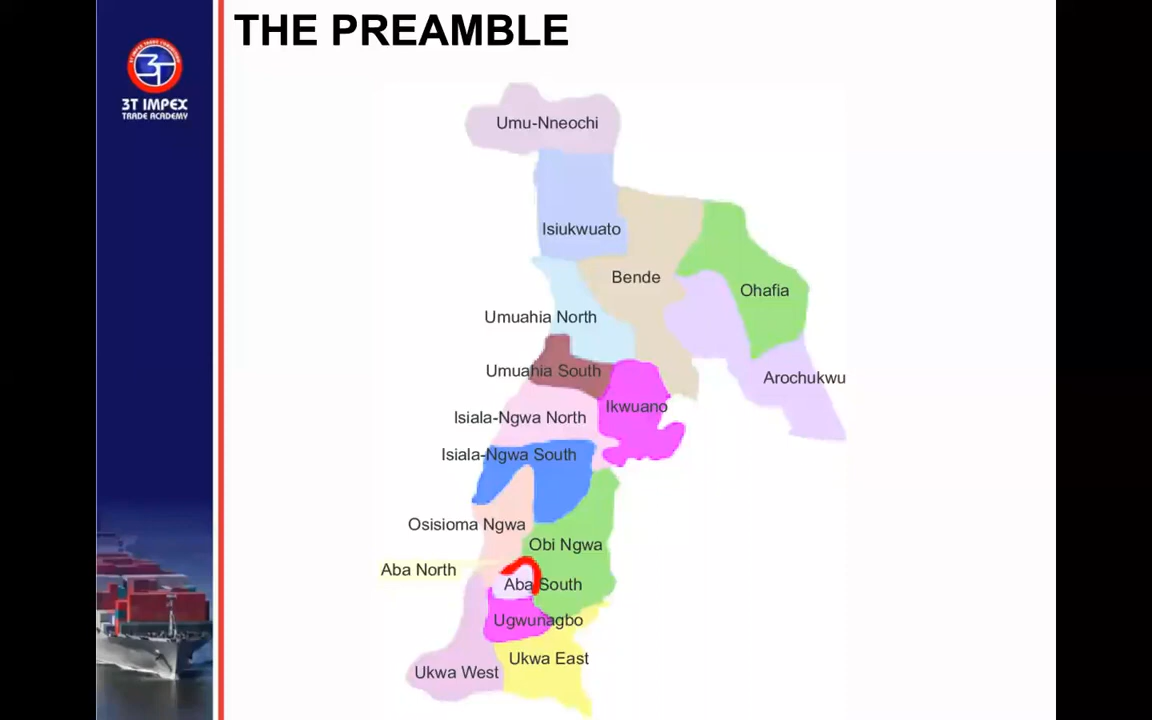 THE PREAMBLE
3T IMPEX
TRADE ACADEMY
Umu-Nneochi
Isiukwuato
Bende
Ohafia
Umuahia North
Umuahia South
Arochukwu
Ikwuano
Isiala-Ngwa North
Isiala-Ngwa South
Osisioma Ngwa
Obi Ngwa
Aba North
Aba South
Ugwunagbo
Ukwa East
Ukwa West